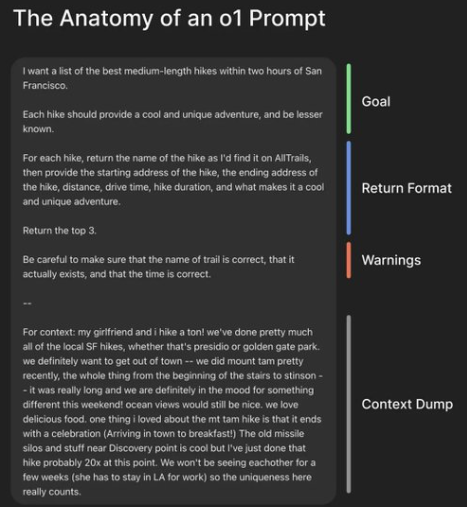 The Anatomy of an o1 Prompt
I want a list of the best medium-length hikes within two hours of San
Francisco.
Each hike should provide a cool and unique adventure, and be lesser
known.
For each hike, return the name of the hike as I'd find it on AllTrails,
then provide the starting address of the hike, the ending address of
the hike, distance, drive time, hike duration, and what makes it a cool
and unique adventure.
Return the top 3.
Be careful to make sure that the name of trail is correct, that it
actually exists, and that the time is correct.
--
For context: my girlfriend and i hike a ton! we've done pretty much
all of the local SF hikes, whether that's presidio or golden gate park.
we definitely want to get out of town -- we did mount tam pretty
recently, the whole thing from the beginning of the stairs to stinson -
- it was really long and we are definitely in the mood for something
different this weekend! ocean views would still be nice. we love
delicious food. one thing i loved about the mt tam hike is that it ends
with a celebration (Arriving in town to breakfast!) The old missile
silos and stuff near Discovery point is cool but I've just done that
hike probably 20x at this point. We won't be seeing eachother for a
few weeks (she has to stay in LA for work) so the uniqueness here
really counts.
Goal
Return Format
Warnings
Context Dump